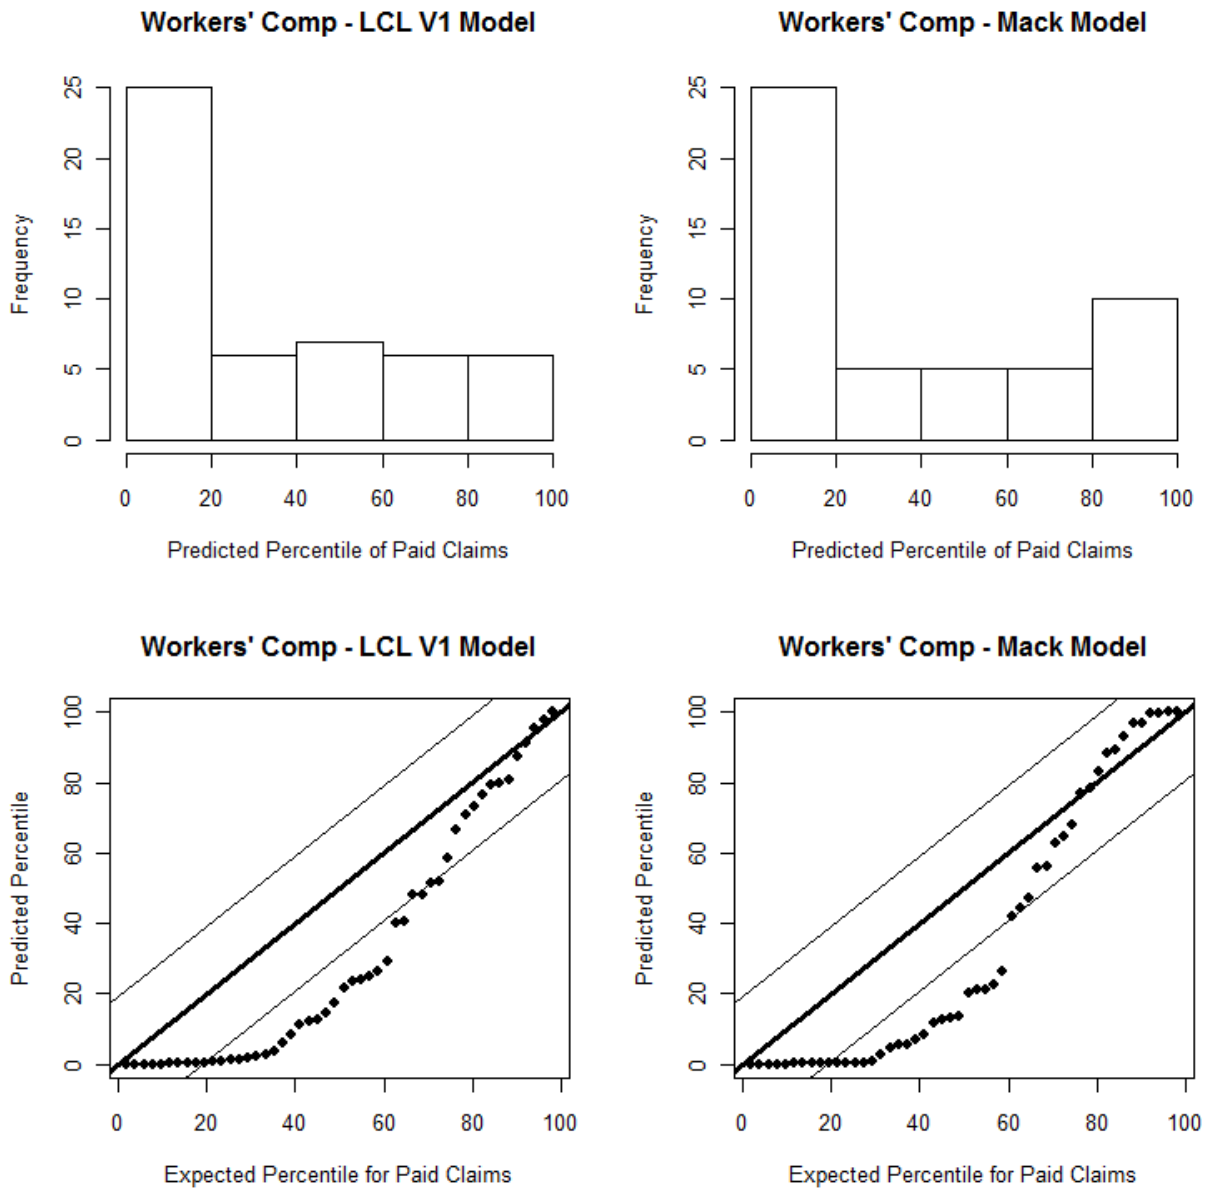 Workers' Comp - LCL V1 Model
Frequency
25
20
15
10
5
0
0 20 40 60 80 100
Predicted Percentile of Paid Claims
Workers' Comp - Mack Model
Frequency
25
20
15
10
5
0
0 20 40 60 80 100
Predicted Percentile of Paid Claims
Workers' Comp - LCL V1 Model
Predicted Percentile
100
80
60
40
20
0
0 20 40 60 80 100
Expected Percentile for Paid Claims
Workers' Comp - Mack Model
Predicted Percentile
100
80
60
40
20
0
0 20 40 60 80 100
Expected Percentile for Paid Claims